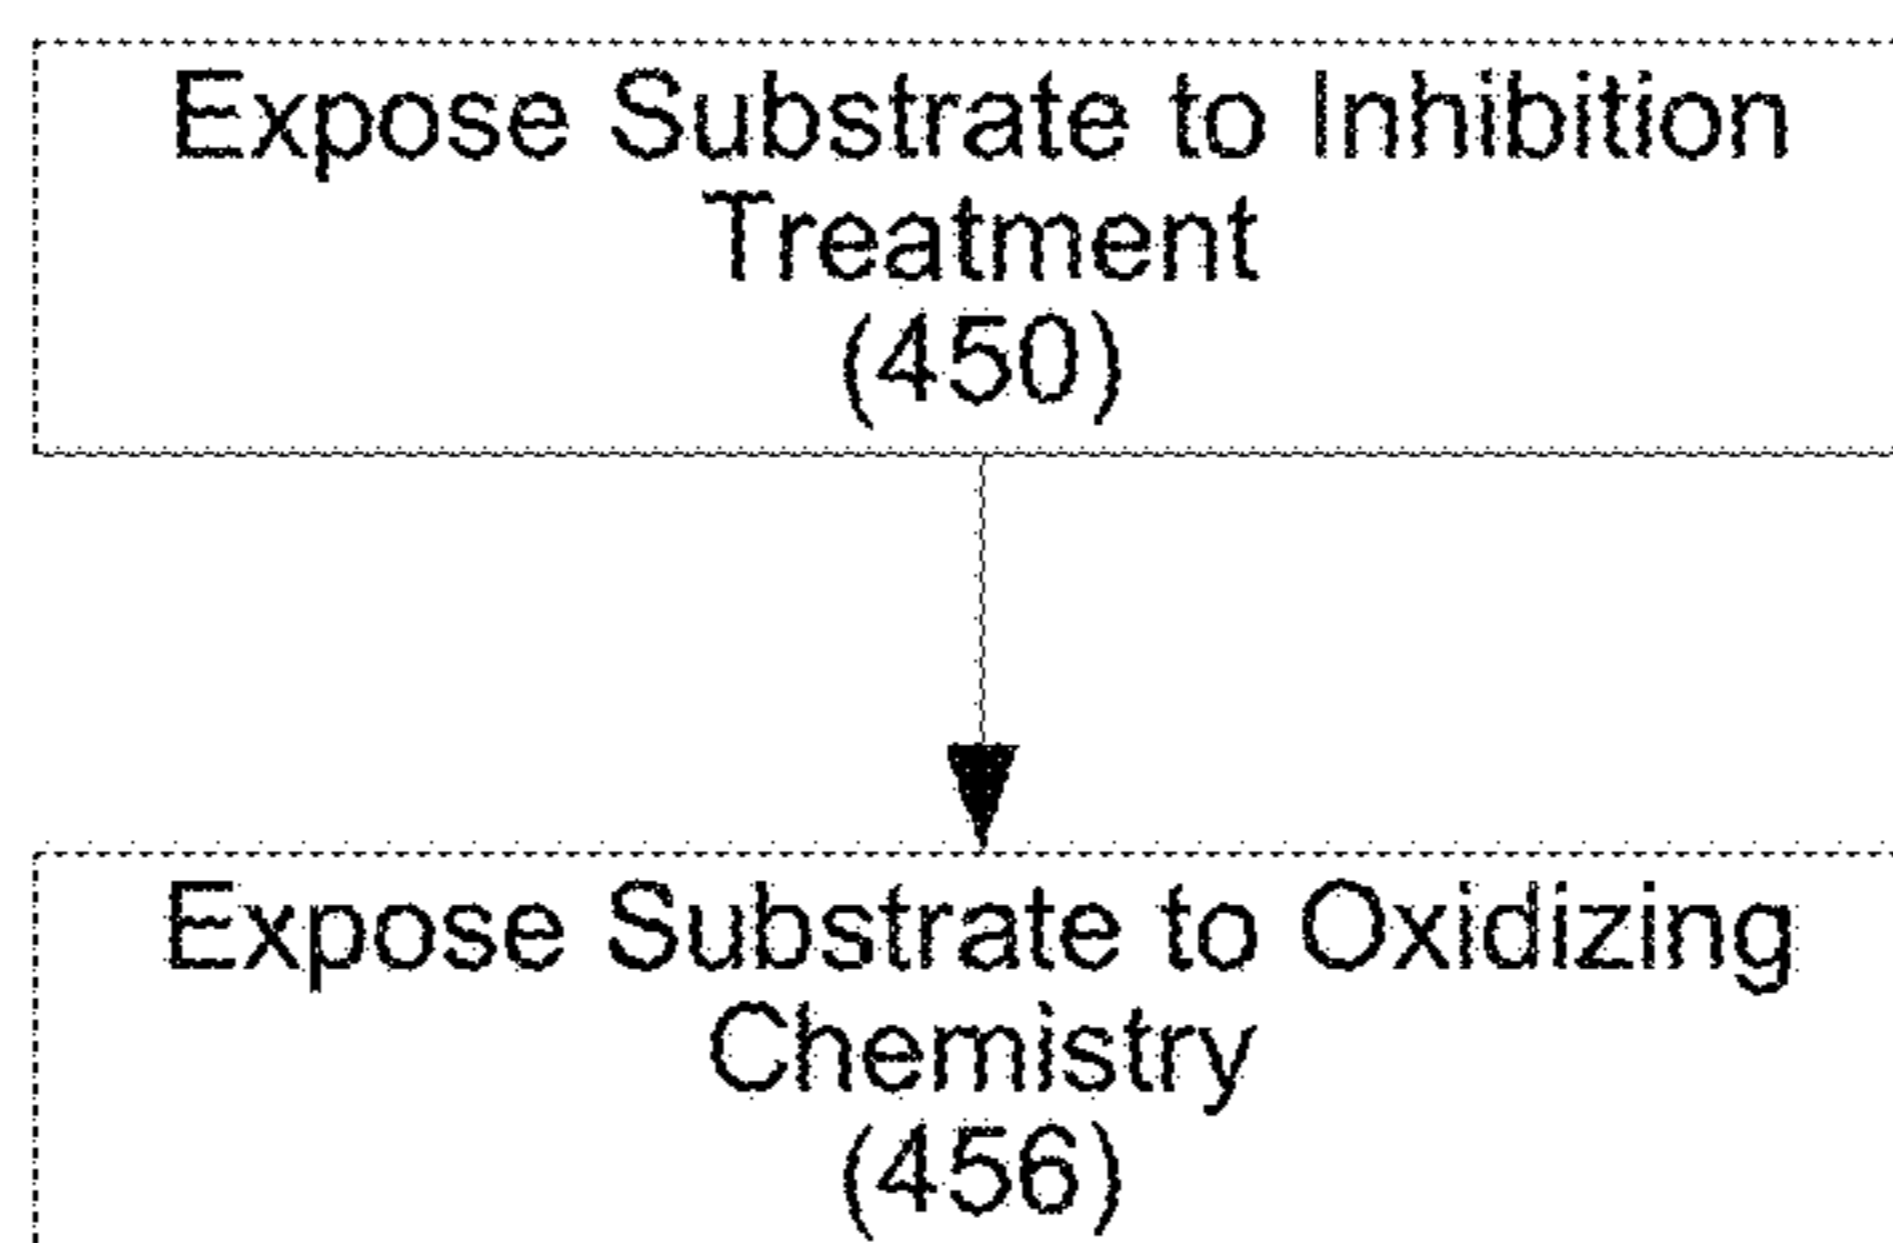 Expose Substrate to Inhibition
Treatment
(450)
Expose Substrate to Oxidizing
Chemistry
(456)